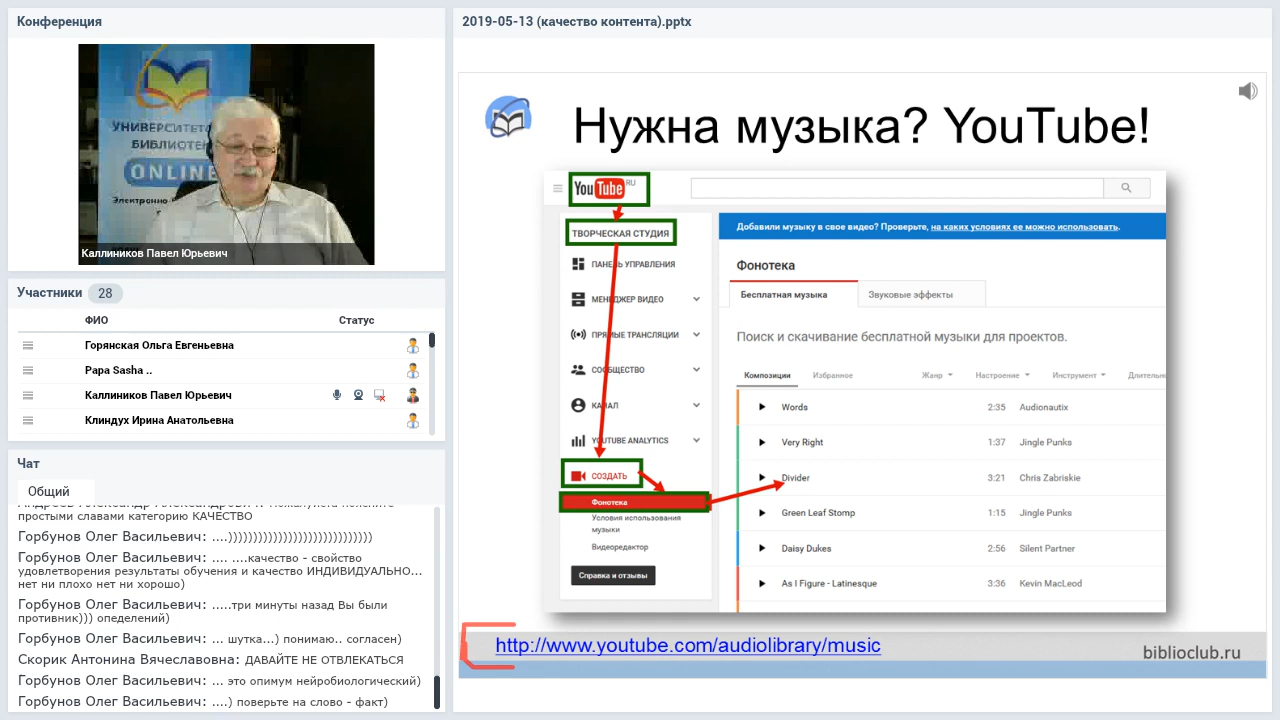 Конференция
УНИВЕРСИТЕТ
БИБЛИОТЕ
ONLINE
Электронно
Каллиников Павел Юрьевич
Участники 28
ФИО Статус
Горянская Ольга Евгеньевна
Papa Sasha ..
Каллиников Павел Юрьевич
Клиндух Ирина Анатольевна
Чат
Общий
простыми славами категорию КАЧЕСТВО
Горбунов Олег Васильевич: ....))))))))))))))))))))))))))))))
Горбунов Олег Васильевич: .... ....качество - свойство
удовлетворения результаты обучения и качество ИНДИВИДУАЛЬНО...
нет ни плохо нет ни хорошо)
Горбунов Олег Васильевич: .....три минуты назад Вы были
противник))) опеделений)
Горбунов Олег Васильевич: ... шутка...) понимаю.. согласен)
Скорик Антонина Вячеславовна: ДАВАЙТЕ НЕ ОТВЛЕКАТЬСЯ
Горбунов Олег Васильевич: ... это опимум нейробиологический)
Горбунов Олег Васильевич: ....) поверьте на слово - факт)
2019-05-13 (качество контента).pptx
Нужна музыка? YouTube!
YouTube RU
ТВОРЧЕСКАЯ СТУДИЯ
ПАНЕЛЬ УПРАВЛЕНИЯ
МЕНЕДЖЕР ВИДЕО
ПРЯМЫЕ ТРАНСЛЯЦИИ
СООБЩЕСТВО
КАНАЛ
YOUTUBE ANALYTICS
СОЗДАТЬ
Фонотека
Условия использования
музыки
Видеоредактор
Справка и отзывы
Добавили музыку в свое видео? Проверьте, на каких условиях ее можно использовать.
Фонотека
Бесплатная музыка Звуковые эффекты
Поиск и скачивание бесплатной музыки для проектов.
Композиции Избранное Жанр Настроение Инструмент Длительн
Words 2:35 Audionautix
Very Right 1:37 Jingle Punks
Divider 3:21 Chris Zabriskie
Green Leaf Stomp 1:15 Jingle Punks
Daisy Dukes 2:56 Silent Partner
As I Figure - Latinesque 3:36 Kevin MacLeod
http://www.youtube.com/audiolibrary/music
biblioclub.ru